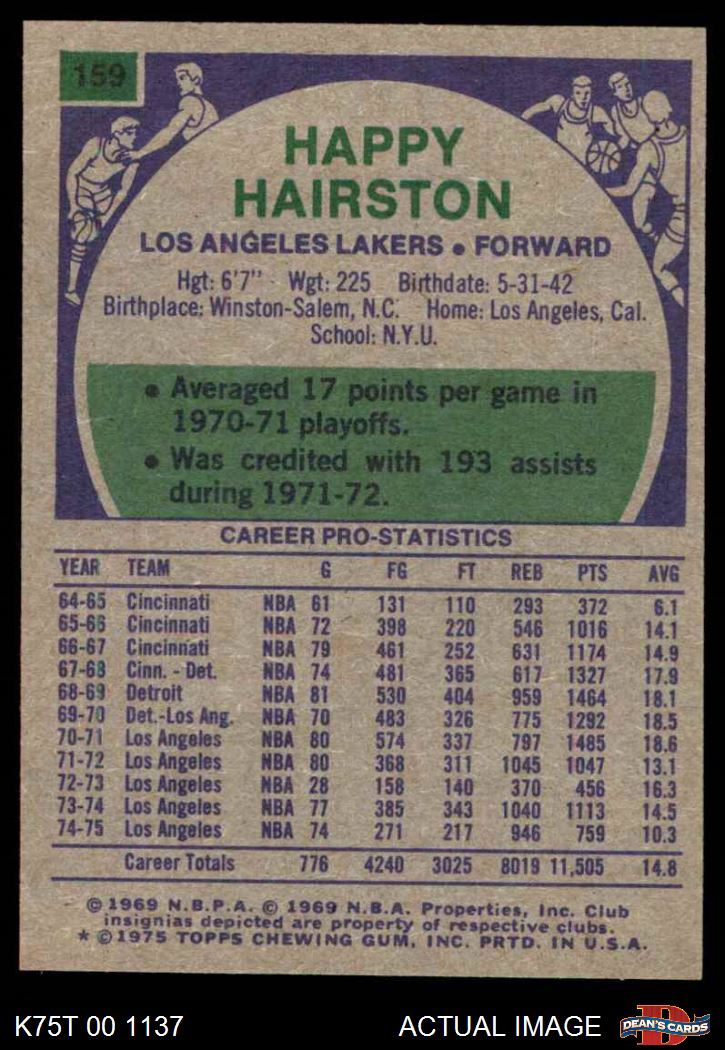 159
HAPPY
HAIRSTON
LOS ANGELES LAKERS • FORWARD
Hgt: 6'7" Wgt: 225 Birthdate: 5-31-42
Birthplace: Winston-Salem, N.C. Home: Los Angeles, Cal.
School: N.Y.U.
• Averaged 17 points per game in
1970-71 playoffs.
• Was credited with 193 assists
during 1971-72.
CAREER PRO-STATISTICS
YEAR TEAM G FG FT REB PTS AVG
64-65 Cincinnati NBA 61 131 110 293 372 6.1
65-66 Cincinnati NBA 72 398 220 546 1016 14.1
66-67 Cincinnati NBA 79 461 252 631 1174 14.9
67-68 Cinn. - Det. NBA 74 481 365 617 1327 17.9
68-69 Detroit NBA 81 530 404 959 1464 18.1
69-70 Det.-Los Ang. NBA 70 483 326 775 1292 18.5
70-71 Los Angeles NBA 80 574 337 797 1485 18.6
71-72 Los Angeles NBA 80 368 311 1045 1047 13.1
72-73 Los Angeles NBA 28 158 140 370 456 16.3
73-74 Los Angeles NBA 77 385 343 1040 1113 14.5
74-75 Los Angeles NBA 74 271 217 946 759 10.3
Career Totals 776 4240 3025 8019 11,505 14.8
© 1969 N.B.P.A. © 1969 N.B.A. Properties, Inc. Club
insignias depicted are property of respective clubs.
* © 1975 TOPPS CHEWING GUM, INC. PRTD. IN U.S.A.
K75T 00 1137 ACTUAL IMAGE D DEAN'S CARDS